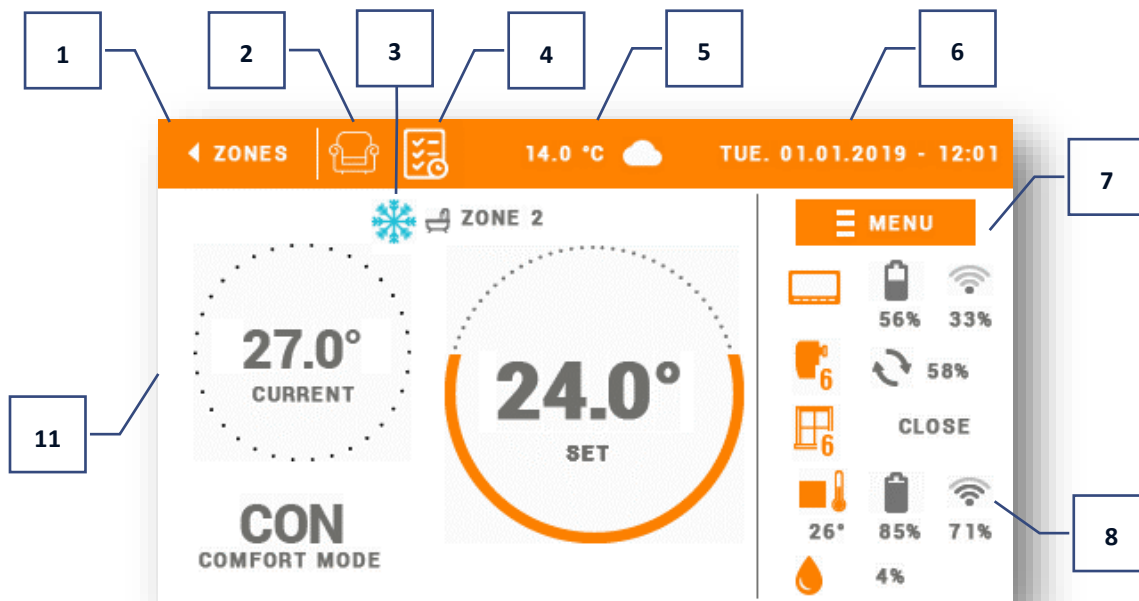 1
2
3
4
5
6
ZONES
14.0 °C
TUE. 01.01.2019 - 12:01
7
ZONE 2
MENU
56%
33%
27.0°
CURRENT
24.0°
SET
6
58%
11
6
CLOSE
CON
COMFORT MODE
26°
85%
71%
8
4%